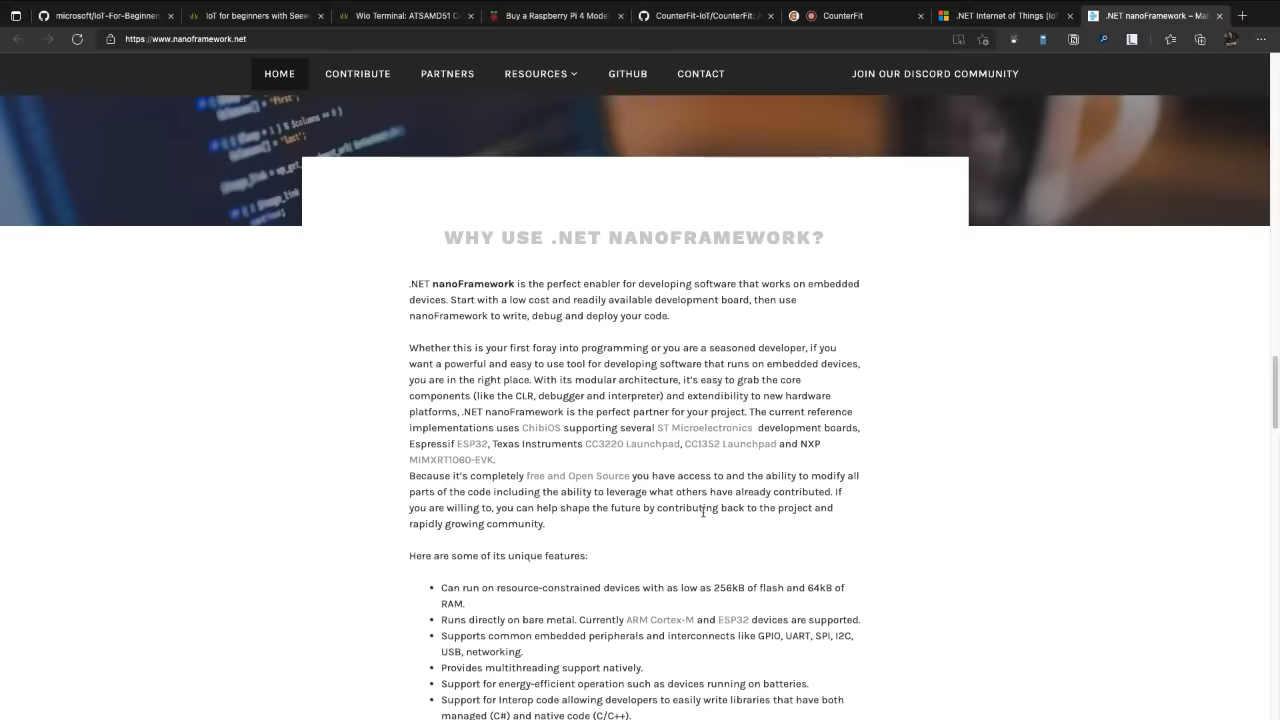 microsoft/IoT-For-Beginner
IoT for beginners with Seeed
Wio Terminal: ATSAMD51 C
Buy a Raspberry Pi 4 Model
CounterFit-IoT/CounterFit: A
CounterFit
.NET Internet of Things (IoT
.NET nanoFramework – Mak
https://www.nanoframework.net
HOME
CONTRIBUTE
PARTNERS
RESOURCES
GITHUB
CONTACT
JOIN OUR DISCORD COMMUNITY
'first';
) % $columns == 0 )
'last';
WHY USE .NET NANOFRAMEWORK?
.NET nanoFramework is the perfect enabler for developing software that works on embedded
devices. Start with a low cost and readily available development board, then use
nanoFramework to write, debug and deploy your code.
Whether this is your first foray into programming or you are a seasoned developer, if you
want a powerful and easy to use tool for developing software that runs on embedded devices,
you are in the right place. With its modular architecture, it's easy to grab the core
components (like the CLR, debugger and interpreter) and extendibility to new hardware
platforms, .NET nanoFramework is the perfect partner for your project. The current reference
implementations uses ChibiOS supporting several ST Microelectronics development boards,
Espressif ESP32, Texas Instruments CC3220 Launchpad, CC1352 Launchpad and NXP
MIMXRT1060-EVK.
Because it's completely free and Open Source you have access to and the ability to modify all
parts of the code including the ability to leverage what others have already contributed. If
you are willing to, you can help shape the future by contributing back to the project and
rapidly growing community.
Here are some of its unique features:
• Can run on resource-constrained devices with as low as 256kB of flash and 64kB of
RAM.
• Runs directly on bare metal. Currently ARM Cortex-M and ESP32 devices are supported.
• Supports common embedded peripherals and interconnects like GPIO, UART, SPI, I2C,
USB, networking.
• Provides multithreading support natively.
• Support for energy-efficient operation such as devices running on batteries.
• Support for Interop code allowing developers to easily write libraries that have both
managed (C#) and native code (C/C++).